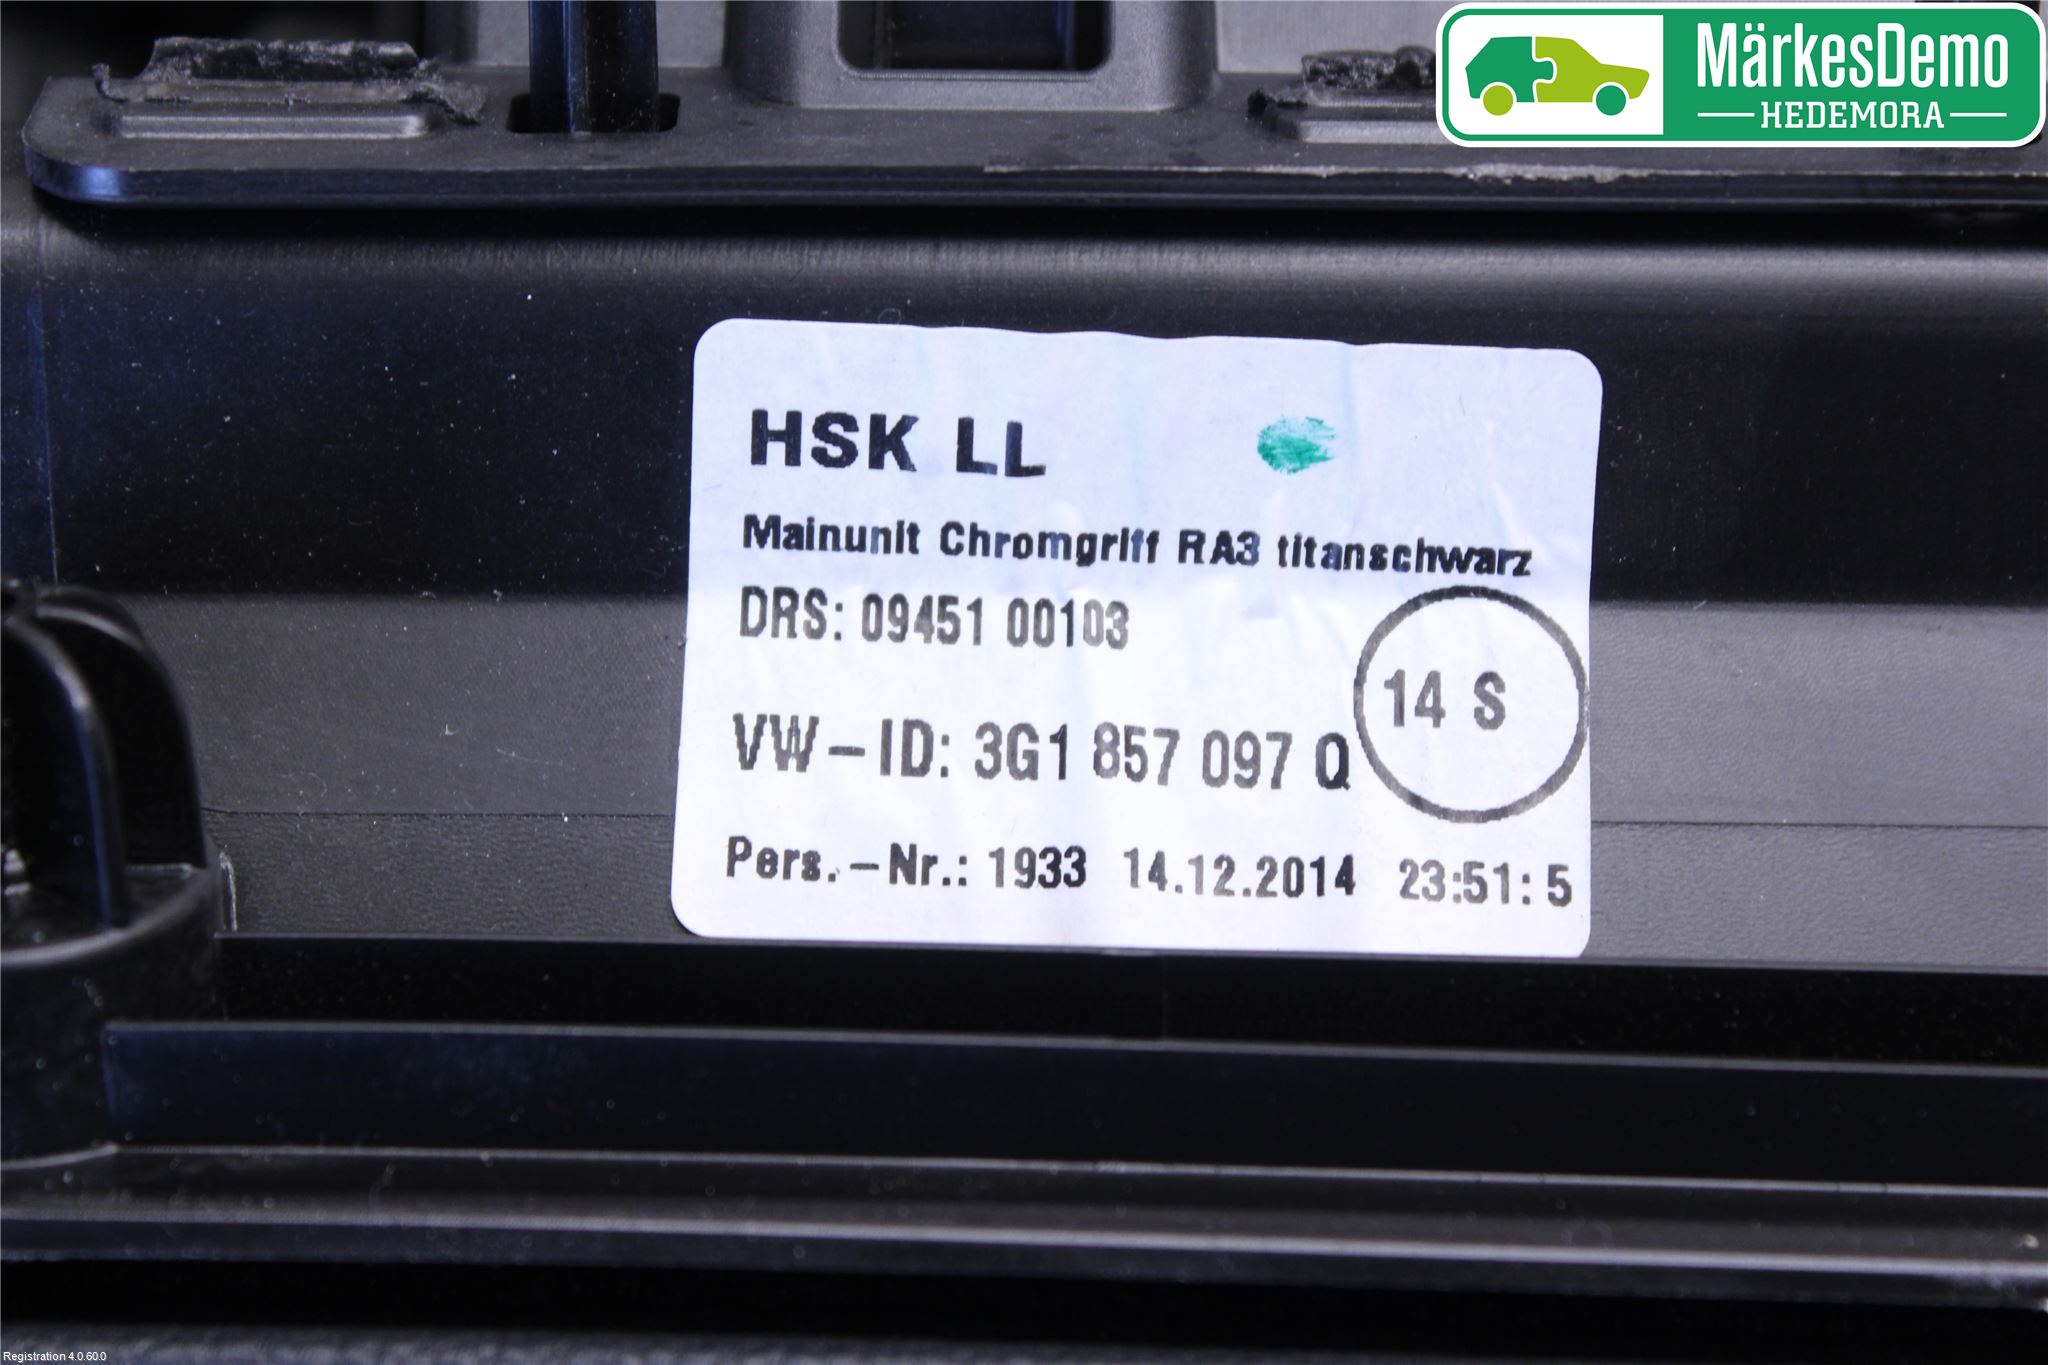 MärkesDemo
HEDEMORA
HSK LL
Mainunit Chromgriff RA3 titanschwarz
DRS: 09451 00103
14 S
VW-ID: 3G1 857 097 Q
Pers.-Nr.: 1933 14.12.2014 23:51: 5
Registration 4.0.60.0